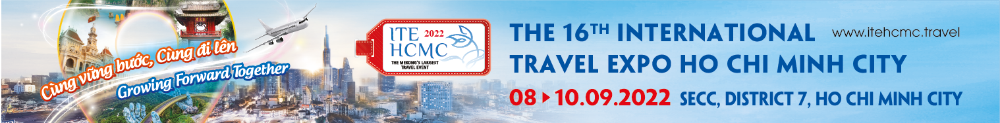 Cùng vững bước, Cùng đi lên
Growing Forward Together
ITE 2022
HCMC
THE MEKONG'S LARGEST
TRAVEL EVENT
THE 16TH INTERNATIONAL www.itehcmc.travel
TRAVEL EXPO HO CHI MINH CITY
08 ▸ 10.09.2022 SECC, DISTRICT 7, HO CHI MINH CITY